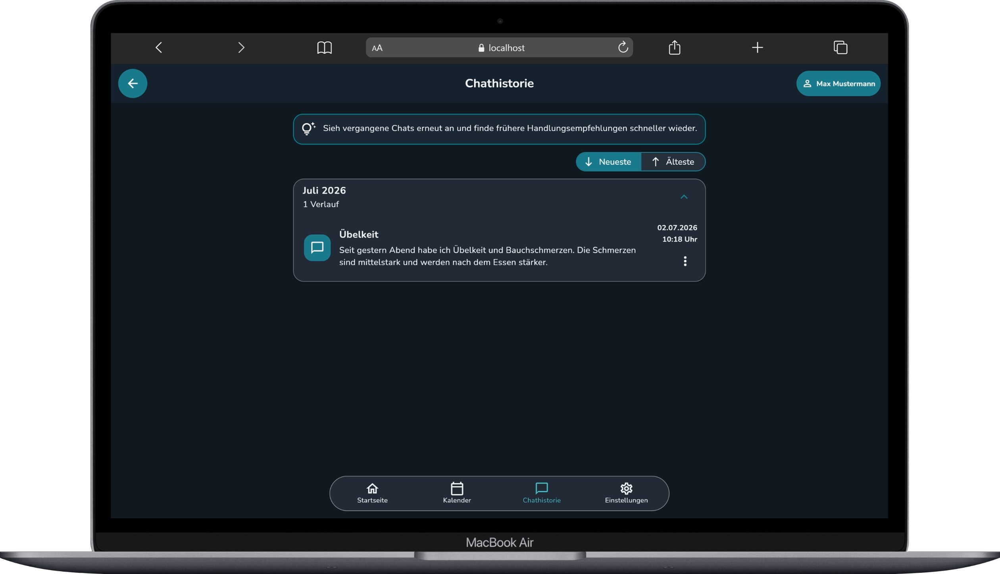 AA
localhost
Chathistorie
Max Mustermann
Sieh vergangene Chats erneut an und finde frühere Handlungsempfehlungen schneller wieder.
Neueste
Älteste
Juli 2026
1 Verlauf
Übelkeit
02.07.2026
10:18 Uhr
Seit gestern Abend habe ich Übelkeit und Bauchschmerzen. Die Schmerzen
sind mittelstark und werden nach dem Essen stärker.
Startseite
Kalender
Chathistorie
Einstellungen
MacBook Air